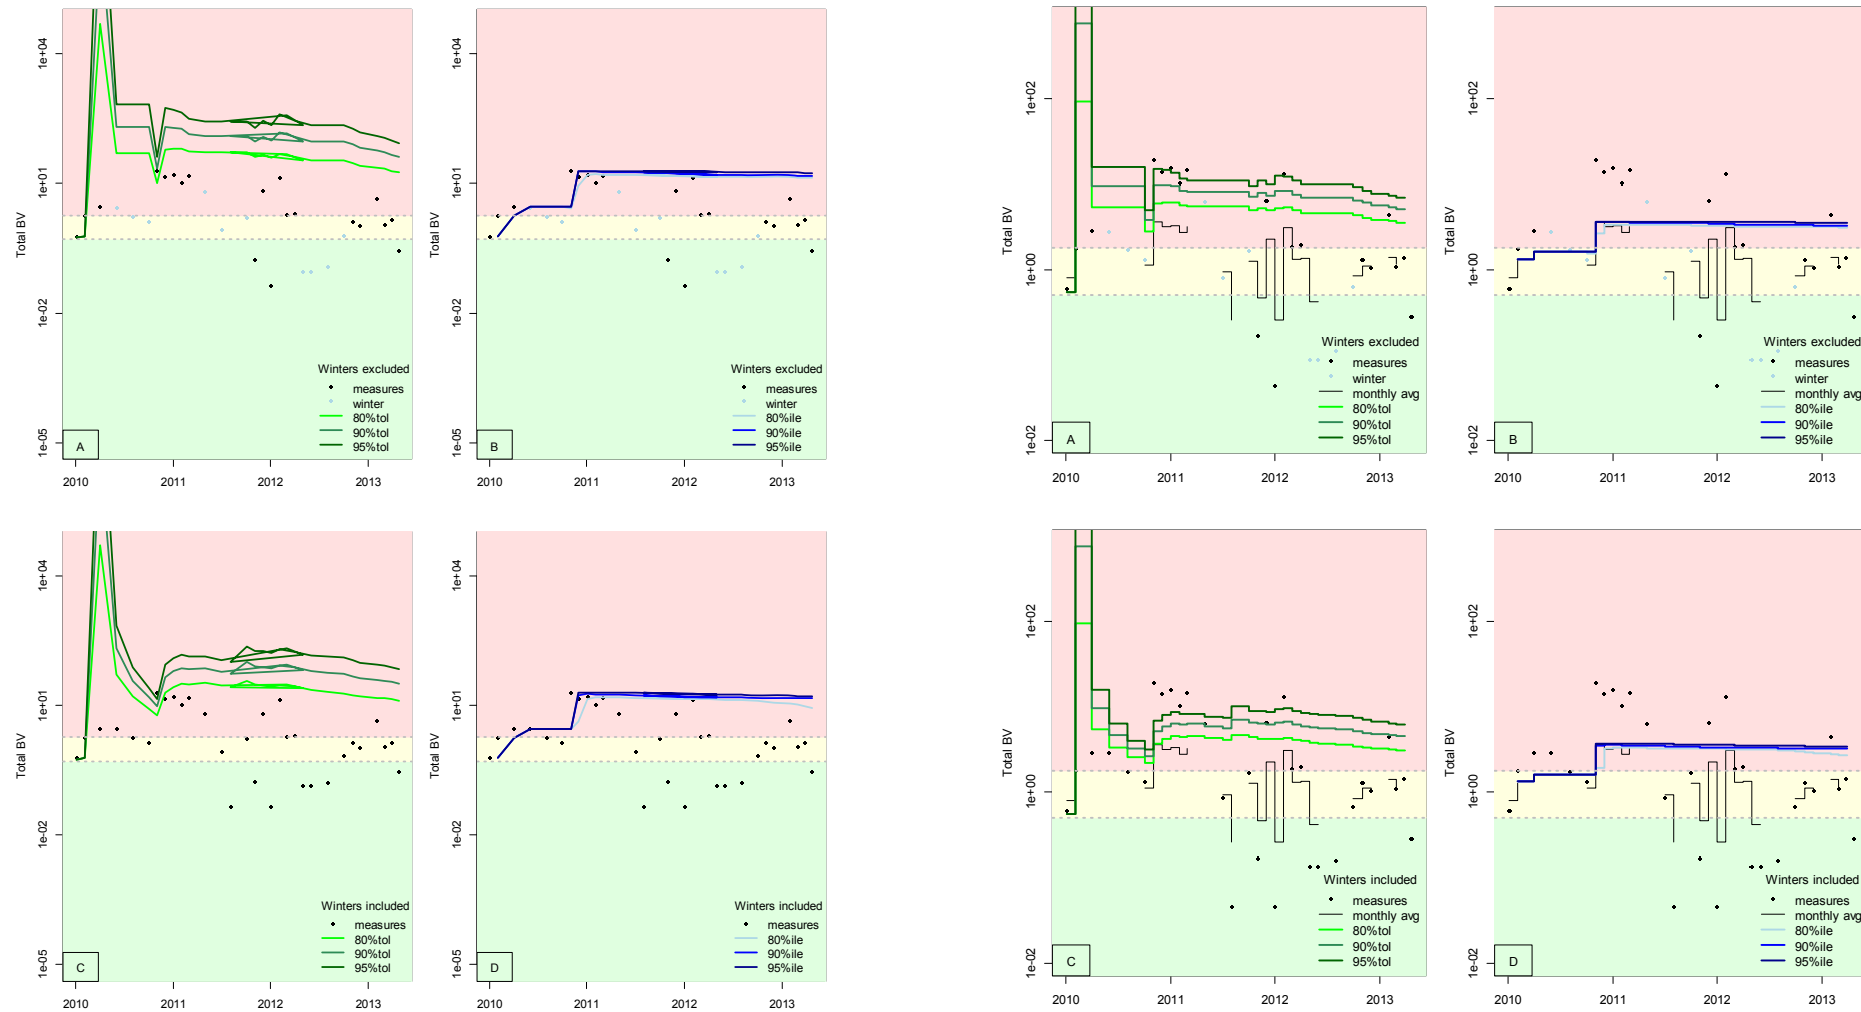 Total BV
1e+04
1e+01
1e-02
1e-05
Winters excluded
measures
winter
80%tol
90%tol
95%tol
A
2010
2011
2012
2013
Total BV
1e+04
1e+01
1e-02
1e-05
Winters excluded
measures
winter
80%ile
90%ile
95%ile
B
2010
2011
2012
2013
Total BV
1e+02
1e+00
1e-02
Winters excluded
measures
winter
monthly avg
80%tol
90%tol
95%tol
A
2010
2011
2012
2013
Total BV
1e+02
1e+00
1e-02
Winters excluded
measures
winter
monthly avg
80%ile
90%ile
95%ile
B
2010
2011
2012
2013
Total BV
1e+04
1e+01
1e-02
1e-05
Winters included
measures
80%tol
90%tol
95%tol
C
2010
2011
2012
2013
Total BV
1e+04
1e+01
1e-02
1e-05
Winters included
measures
80%ile
90%ile
95%ile
D
2010
2011
2012
2013
Total BV
1e+02
1e+00
1e-02
Winters included
measures
monthly avg
80%tol
90%tol
95%tol
C
2010
2011
2012
2013
Total BV
1e+02
1e+00
1e-02
Winters included
measures
monthly avg
80%ile
90%ile
95%ile
D
2010
2011
2012
2013